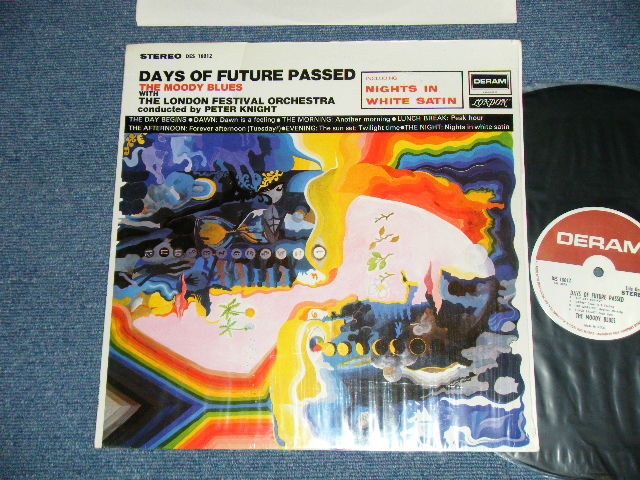 STEREO DES 18012
DAYS OF FUTURE PASSED
THE MOODY BLUES
WITH
THE LONDON FESTIVAL ORCHESTRA
conducted by PETER KNIGHT
INCLUDING
NIGHTS IN
WHITE SATIN
DERAM
LONDON
THE DAY BEGINS ● DAWN: Dawn is a feeling ● THE MORNING: Another morning ● LUNCH BREAK: Peak hour
THE AFTERNOON: Forever afternoon (Tuesday?) ● EVENING: The sun set: Twilight time ● THE NIGHT: Nights in white satin
DERAM
DES 18012
STEREO
DAYS OF FUTURE PASSED
THE MOODY BLUES